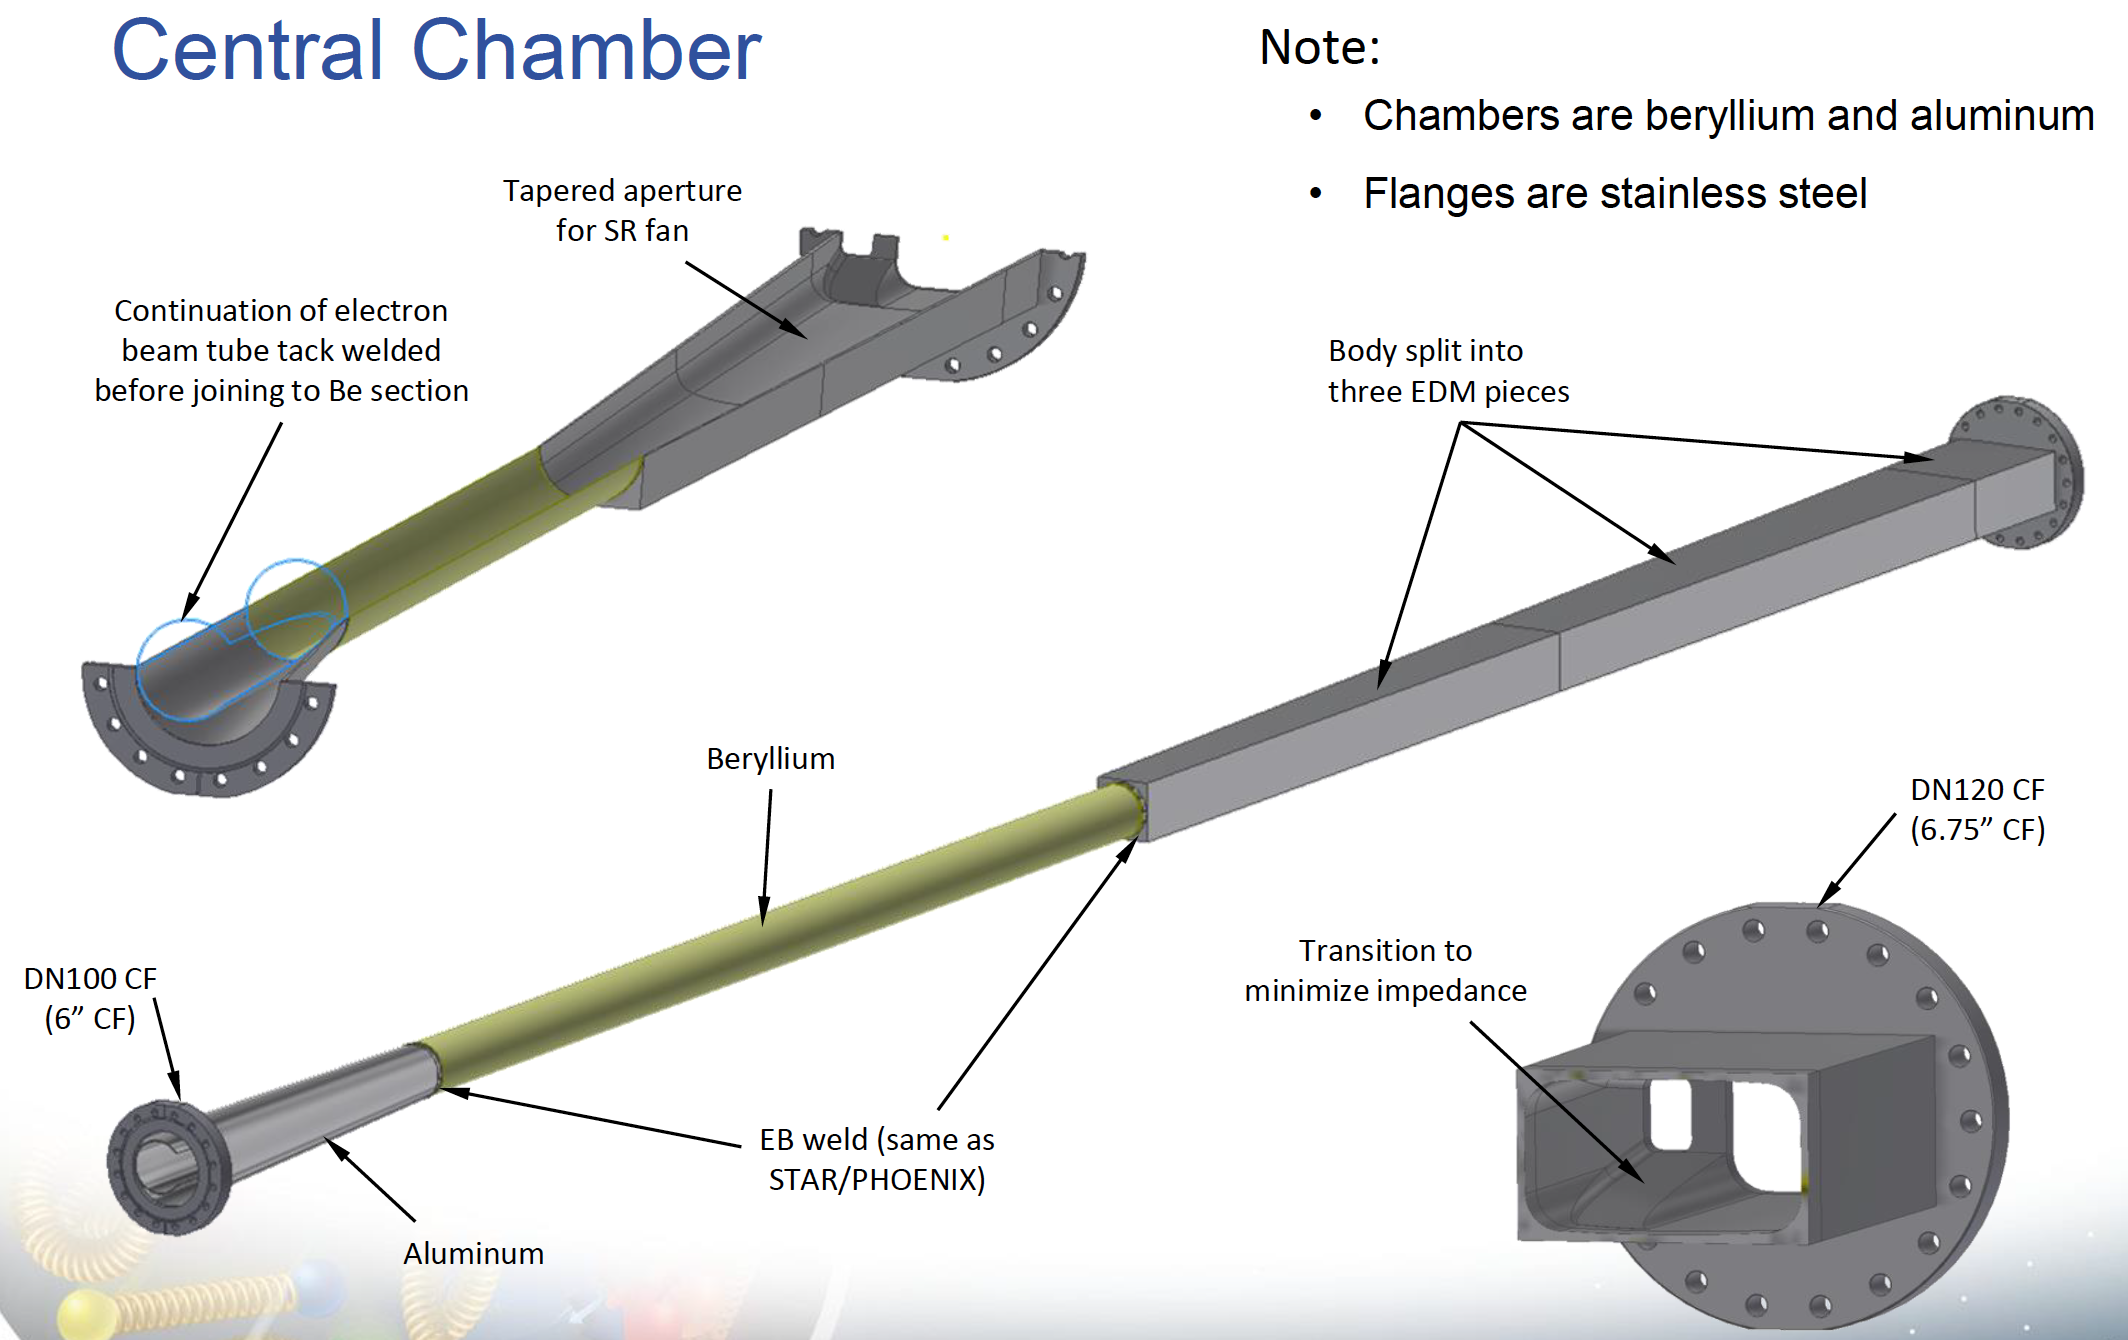 Central Chamber
Note:
• Chambers are beryllium and aluminum
• Flanges are stainless steel
Tapered aperture
for SR fan
Continuation of electron
beam tube tack welded
before joining to Be section
Body split into
three EDM pieces
Beryllium
DN120 CF
(6.75” CF)
Transition to
minimize impedance
DN100 CF
(6” CF)
EB weld (same as
STAR/PHOENIX)
Aluminum